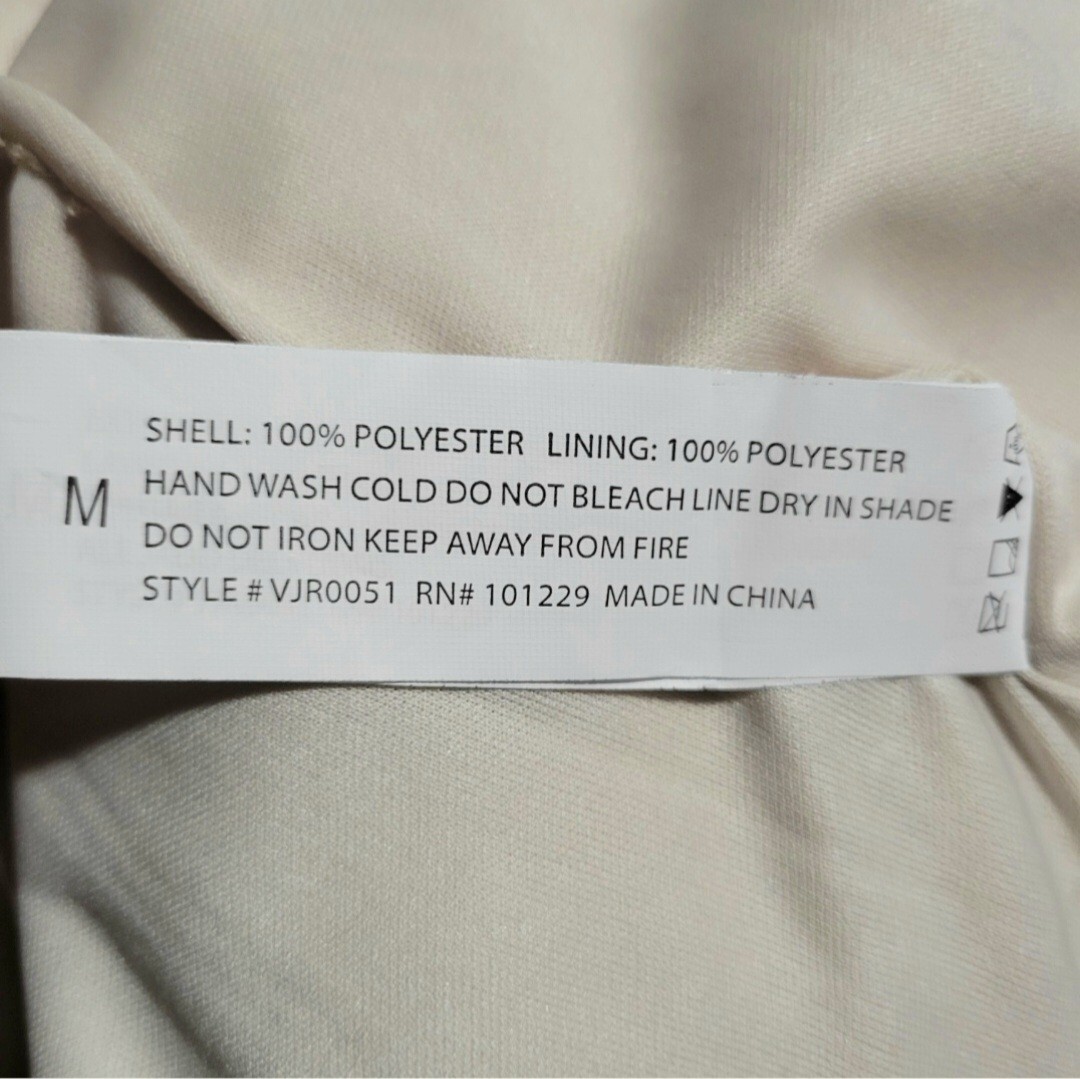 SHELL: 100% POLYESTER LINING: 100% POLYESTER
M
HAND WASH COLD DO NOT BLEACH LINE DRY IN SHADE
DO NOT IRON KEEP AWAY FROM FIRE
STYLE # VJR0051 RN# 101229 MADE IN CHINA